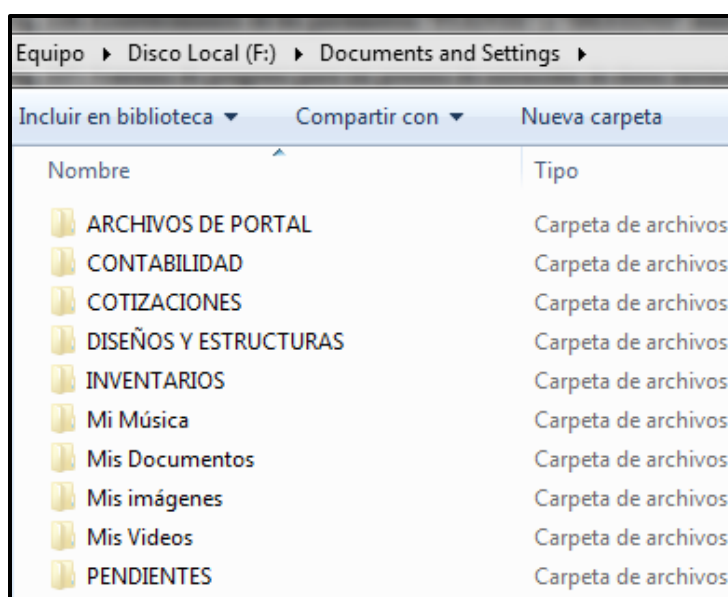 Equipo ▸ Disco Local (F:) ▸ Documents and Settings ▸
Incluir en biblioteca ▾ Compartir con ▾ Nueva carpeta
Nombre Tipo
ARCHIVOS DE PORTAL Carpeta de archivos
CONTABILIDAD Carpeta de archivos
COTIZACIONES Carpeta de archivos
DISEÑOS Y ESTRUCTURAS Carpeta de archivos
INVENTARIOS Carpeta de archivos
Mi Música Carpeta de archivos
Mis Documentos Carpeta de archivos
Mis imágenes Carpeta de archivos
Mis Videos Carpeta de archivos
PENDIENTES Carpeta de archivos